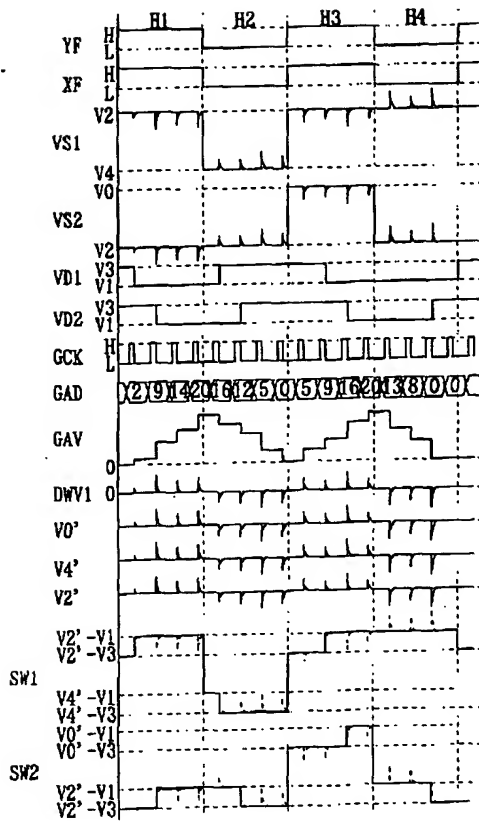 H1 H2 H3 H4
YF H L
XF H L
VS1 V2 V4
VS2 V0 V2
VD1 V3 V1
VD2 V3 V1
GCK H L
GAD 2 9 14 20 16 12 5 0 5 9 16 20 13 8 0 0
GAV 0
DWV1 0
V0'
V4'
V2'
SW1 V2'-V1 V2'-V3 V4'-V1 V4'-V3
SW2 V0'-V1 V0'-V3 V2'-V1 V2'-V3